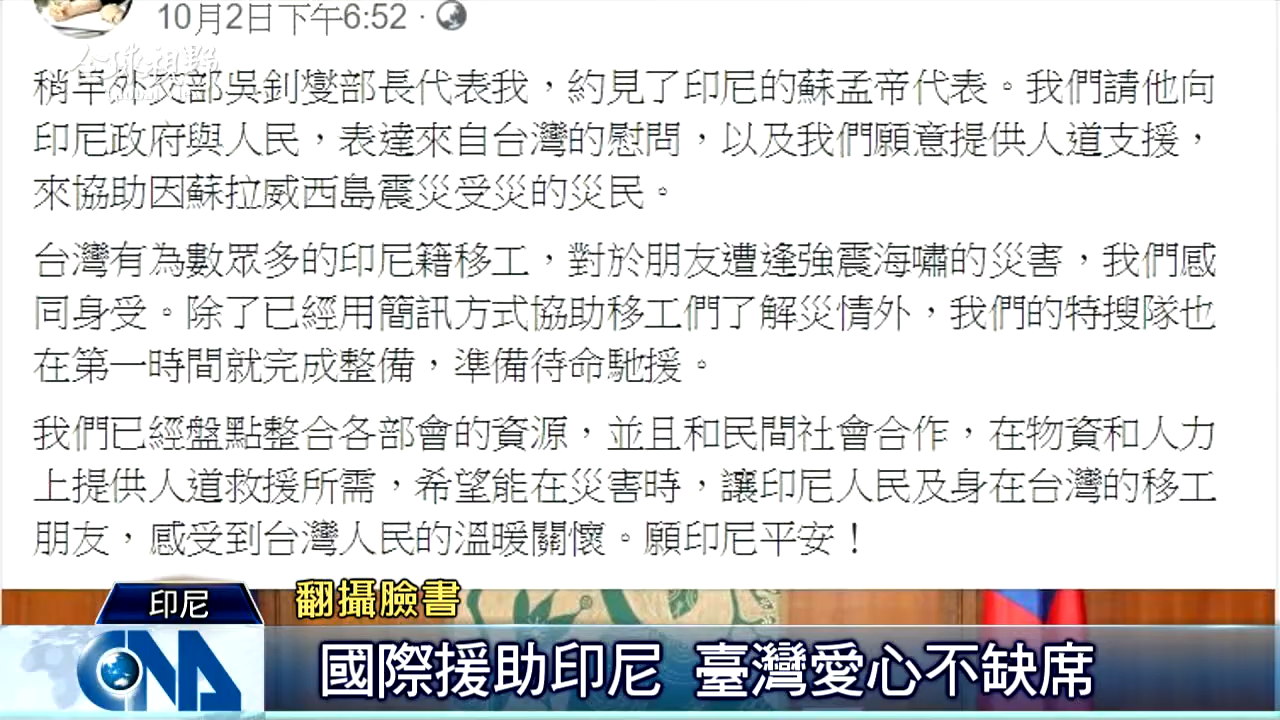 10月2日下午6:52 ·
稍早外交部吳釗燮部長代表我，約見了印尼的蘇孟帝代表。我們請他向
印尼政府與人民，表達來自台灣的慰問，以及我們願意提供人道支援，
來協助因蘇拉威西島震災受災的災民。
台灣有為數眾多的印尼籍移工，對於朋友遭逢強震海嘯的災害，我們感
同身受。除了已經用簡訊方式協助移工們了解災情外，我們的特搜隊也
在第一時間就完成整備，準備待命馳援。
我們已經盤點整合各部會的資源，並且和民間社會合作，在物資和人力
上提供人道救援所需，希望能在災害時，讓印尼人民及身在台灣的移工
朋友，感受到台灣人民的溫暖關懷。願印尼平安！
印尼
翻攝臉書
CNA
國際援助印尼 臺灣愛心不缺席